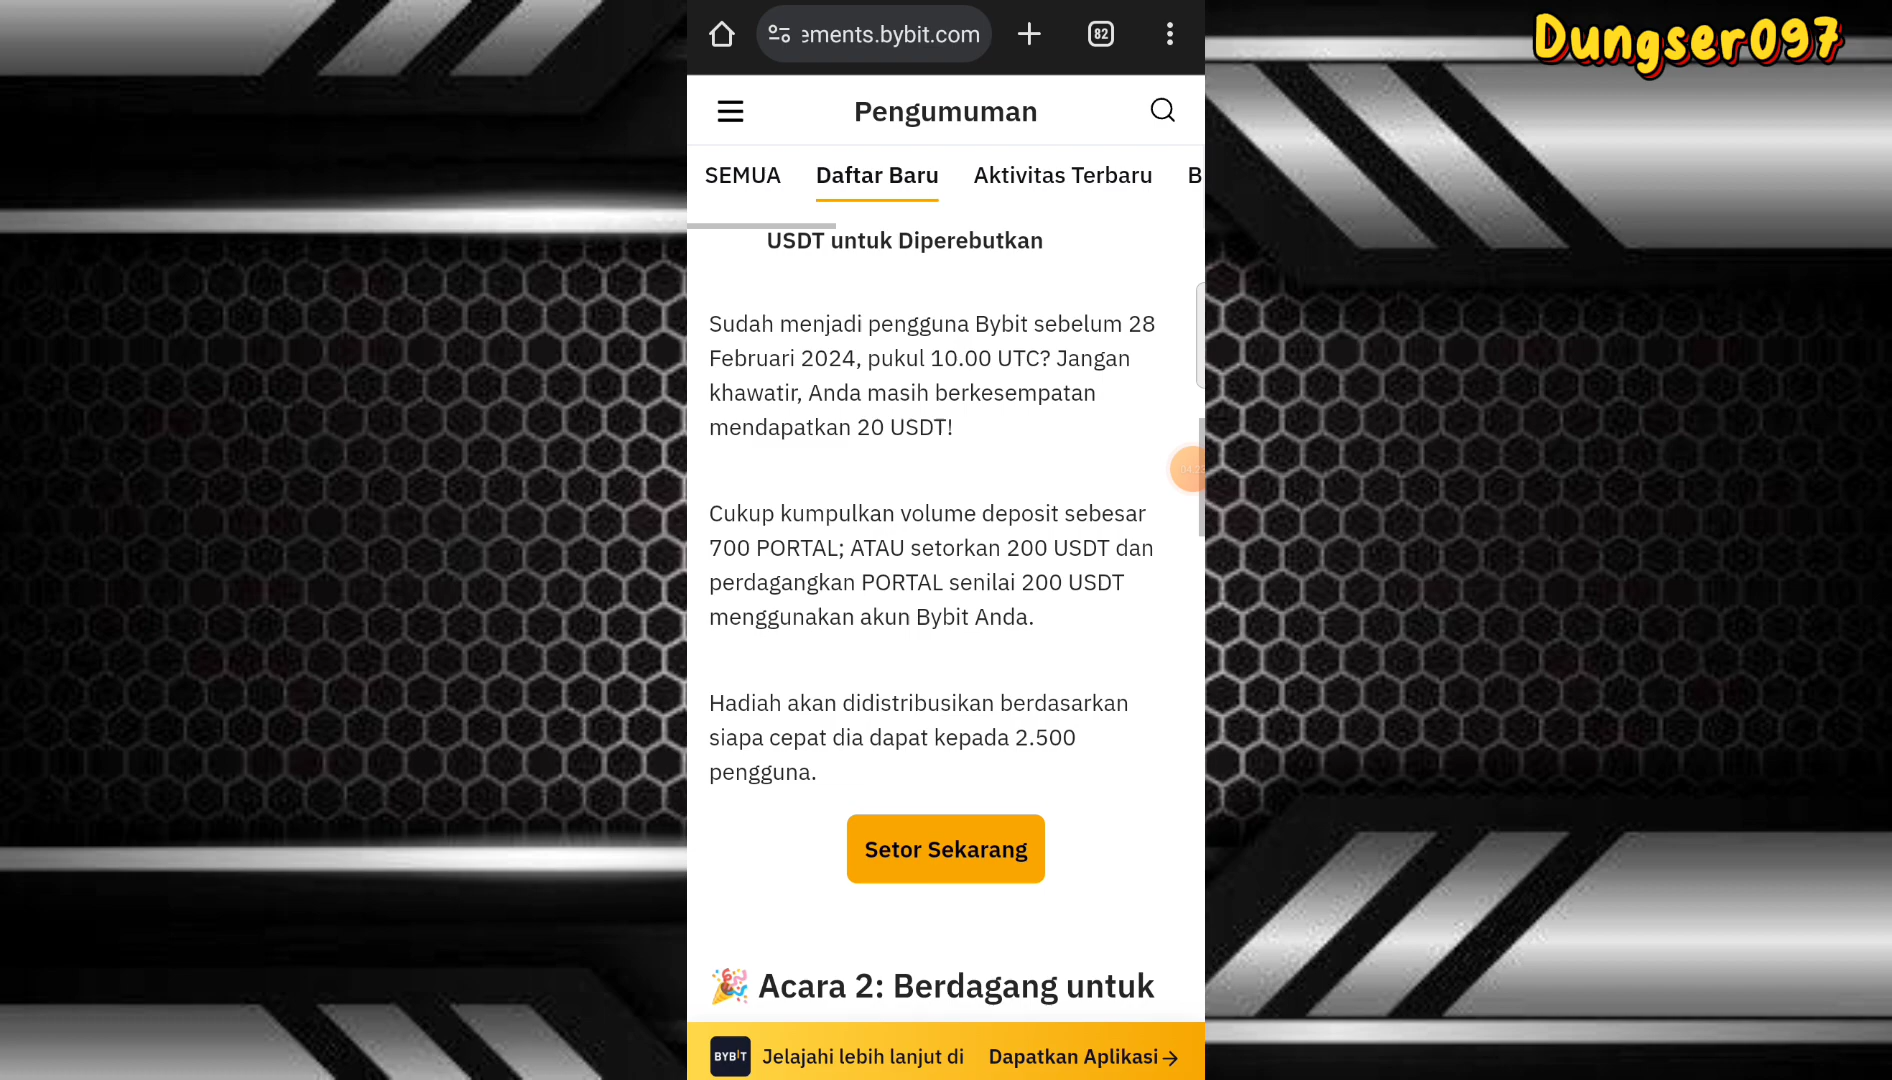 Dungser097
ements.bybit.com
82
Pengumuman
SEMUA Daftar Baru Aktivitas Terbaru B
USDT untuk Diperebutkan
Sudah menjadi pengguna Bybit sebelum 28
Februari 2024, pukul 10.00 UTC? Jangan
khawatir, Anda masih berkesempatan
mendapatkan 20 USDT!
Cukup kumpulkan volume deposit sebesar
700 PORTAL; ATAU setorkan 200 USDT dan
perdagangkan PORTAL senilai 200 USDT
menggunakan akun Bybit Anda.
Hadiah akan didistribusikan berdasarkan
siapa cepat dia dapat kepada 2.500
pengguna.
Setor Sekarang
Acara 2: Berdagang untuk
BYBIT Jelajahi lebih lanjut di Dapatkan Aplikasi